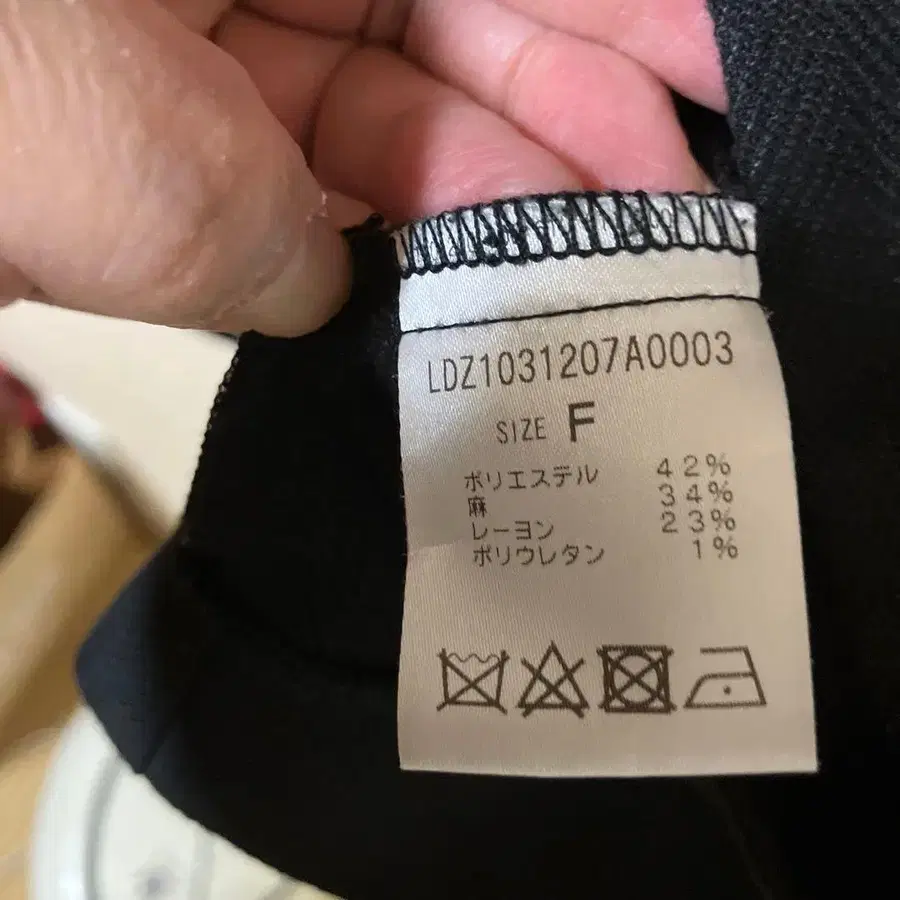 LDZ1031207A0003
SIZE F
ポリエステル 42%
麻 34%
レーヨン 23%
ポリウレタン 1%